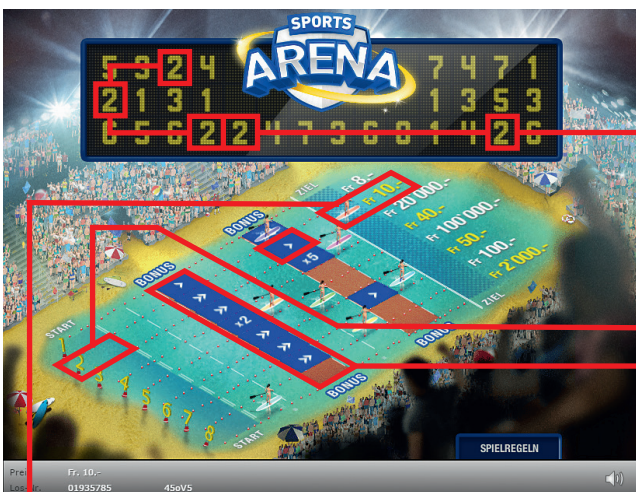 SPORTS
ARENA
5 9 2 4 7 4 7 1
2 1 3 1 1 3 5 3
6 5 6 2 2 4 7 3 6 8 1 4 2 6
ZIEL
Fr 8.-
Fr 10.-
Fr 20'000.-
Fr 40.-
Fr 100'000.-
Fr 50.-
Fr 100.-
Fr 2'000.-
ZIEL
BONUS
x5
BONUS
x2
BONUS
BONUS
START
1
2
3
4
5
6
7
8
START
SPIELREGELN
Fr. 10.-
01935785 45oV5